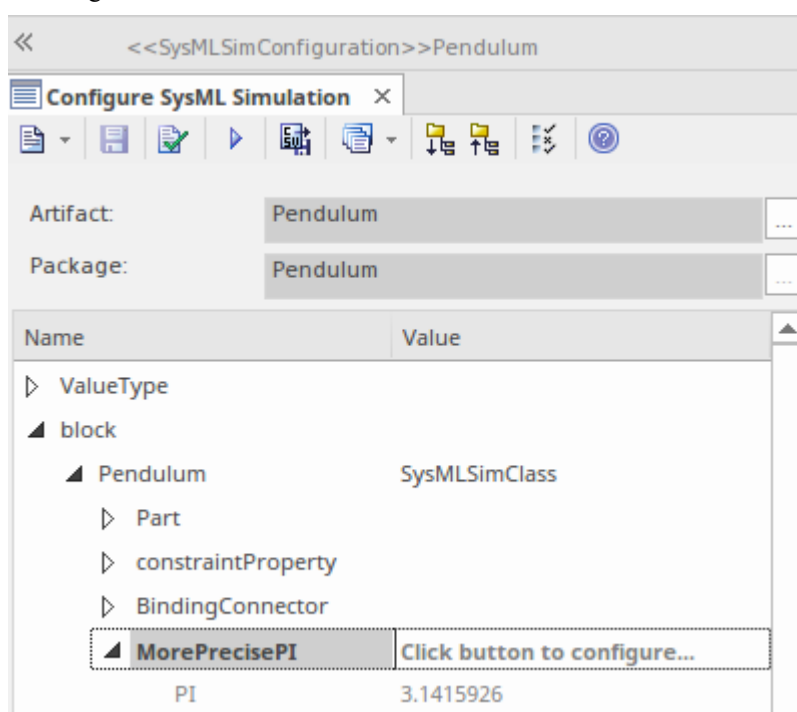 <<SysMLSimConfiguration>>Pendulum
Configure SysML Simulation
Artifact: Pendulum ...
Package: Pendulum ...
Name Value
ValueType
block
Pendulum SysMLSimClass
Part
constraintProperty
BindingConnector
MorePrecisePI Click button to configure...
PI 3.1415926